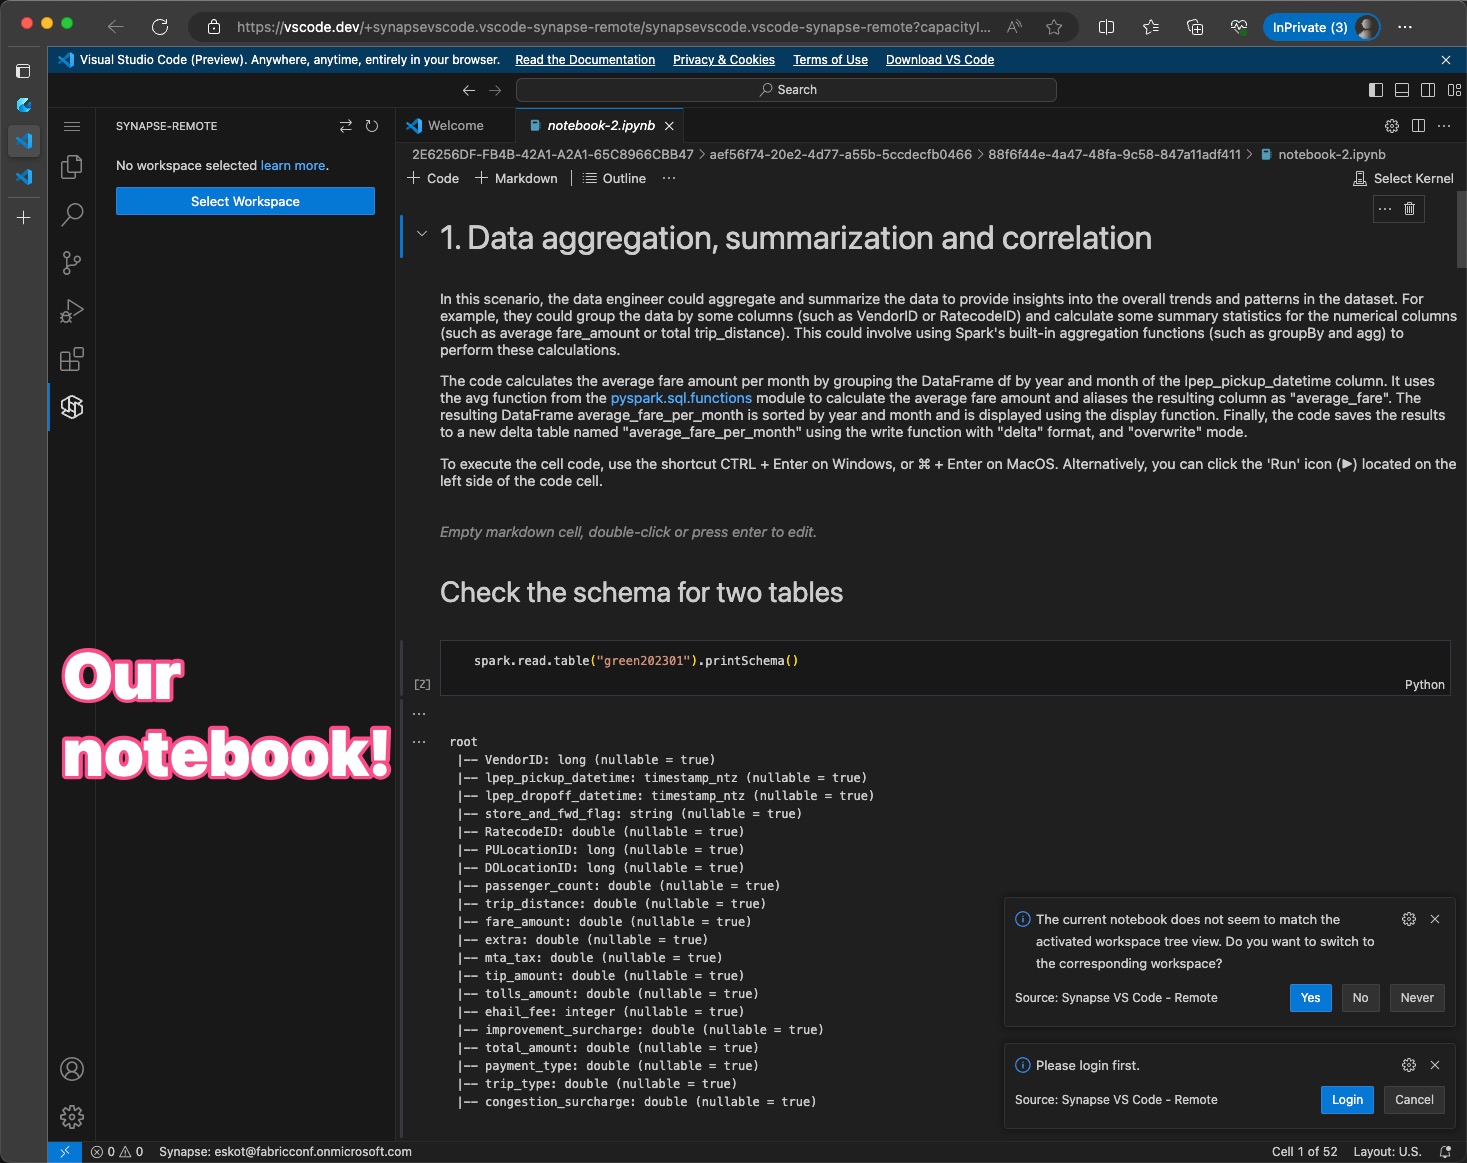 https://vscode.dev/+synapsevscode.vscode-synapse-remote/synapsevscode.vscode-synapse-remote?capacityI...
InPrivate (3)
Visual Studio Code (Preview). Anywhere, anytime, entirely in your browser. Read the Documentation Privacy & Cookies Terms of Use Download VS Code
Search
SYNAPSE-REMOTE
Welcome
notebook-2.ipynb
No workspace selected learn more.
Select Workspace
2E6256DF-FB4B-42A1-A2A1-65C8966CBB47 > aef56f74-20e2-4d77-a55b-5ccdecfb0466 > 88f6f44e-4a47-48fa-9c58-847a11adf411 > notebook-2.ipynb
+ Code + Markdown | Outline ...
Select Kernel
1. Data aggregation, summarization and correlation
In this scenario, the data engineer could aggregate and summarize the data to provide insights into the overall trends and patterns in the dataset. For
example, they could group the data by some columns (such as VendorID or RatecodeID) and calculate some summary statistics for the numerical columns
(such as average fare_amount or total trip_distance). This could involve using Spark's built-in aggregation functions (such as groupBy and agg) to
perform these calculations.
The code calculates the average fare amount per month by grouping the DataFrame df by year and month of the lpep_pickup_datetime column. It uses
the avg function from the pyspark.sql.functions module to calculate the average fare amount and aliases the resulting column as "average_fare". The
resulting DataFrame average_fare_per_month is sorted by year and month and is displayed using the display function. Finally, the code saves the results
to a new delta table named "average_fare_per_month" using the write function with "delta" format, and "overwrite" mode.
To execute the cell code, use the shortcut CTRL + Enter on Windows, or ⌘ + Enter on MacOS. Alternatively, you can click the 'Run' icon (▶) located on the
left side of the code cell.
Empty markdown cell, double-click or press enter to edit.
Check the schema for two tables
spark.read.table("green202301").printSchema()
[2]
Python
Our
notebook!
root
|-- VendorID: long (nullable = true)
|-- lpep_pickup_datetime: timestamp_ntz (nullable = true)
|-- lpep_dropoff_datetime: timestamp_ntz (nullable = true)
|-- store_and_fwd_flag: string (nullable = true)
|-- RatecodeID: double (nullable = true)
|-- PULocationID: long (nullable = true)
|-- DOLocationID: long (nullable = true)
|-- passenger_count: double (nullable = true)
|-- trip_distance: double (nullable = true)
|-- fare_amount: double (nullable = true)
|-- extra: double (nullable = true)
|-- mta_tax: double (nullable = true)
|-- tip_amount: double (nullable = true)
|-- tolls_amount: double (nullable = true)
|-- ehail_fee: integer (nullable = true)
|-- improvement_surcharge: double (nullable = true)
|-- total_amount: double (nullable = true)
|-- payment_type: double (nullable = true)
|-- trip_type: double (nullable = true)
|-- congestion_surcharge: double (nullable = true)
The current notebook does not seem to match the
activated workspace tree view. Do you want to switch to
the corresponding workspace?
Source: Synapse VS Code - Remote
Yes
No
Never
Please login first.
Source: Synapse VS Code - Remote
Login
Cancel
0 0 Synapse: eskot@fabricconf.onmicrosoft.com
Cell 1 of 52 Layout: U.S.